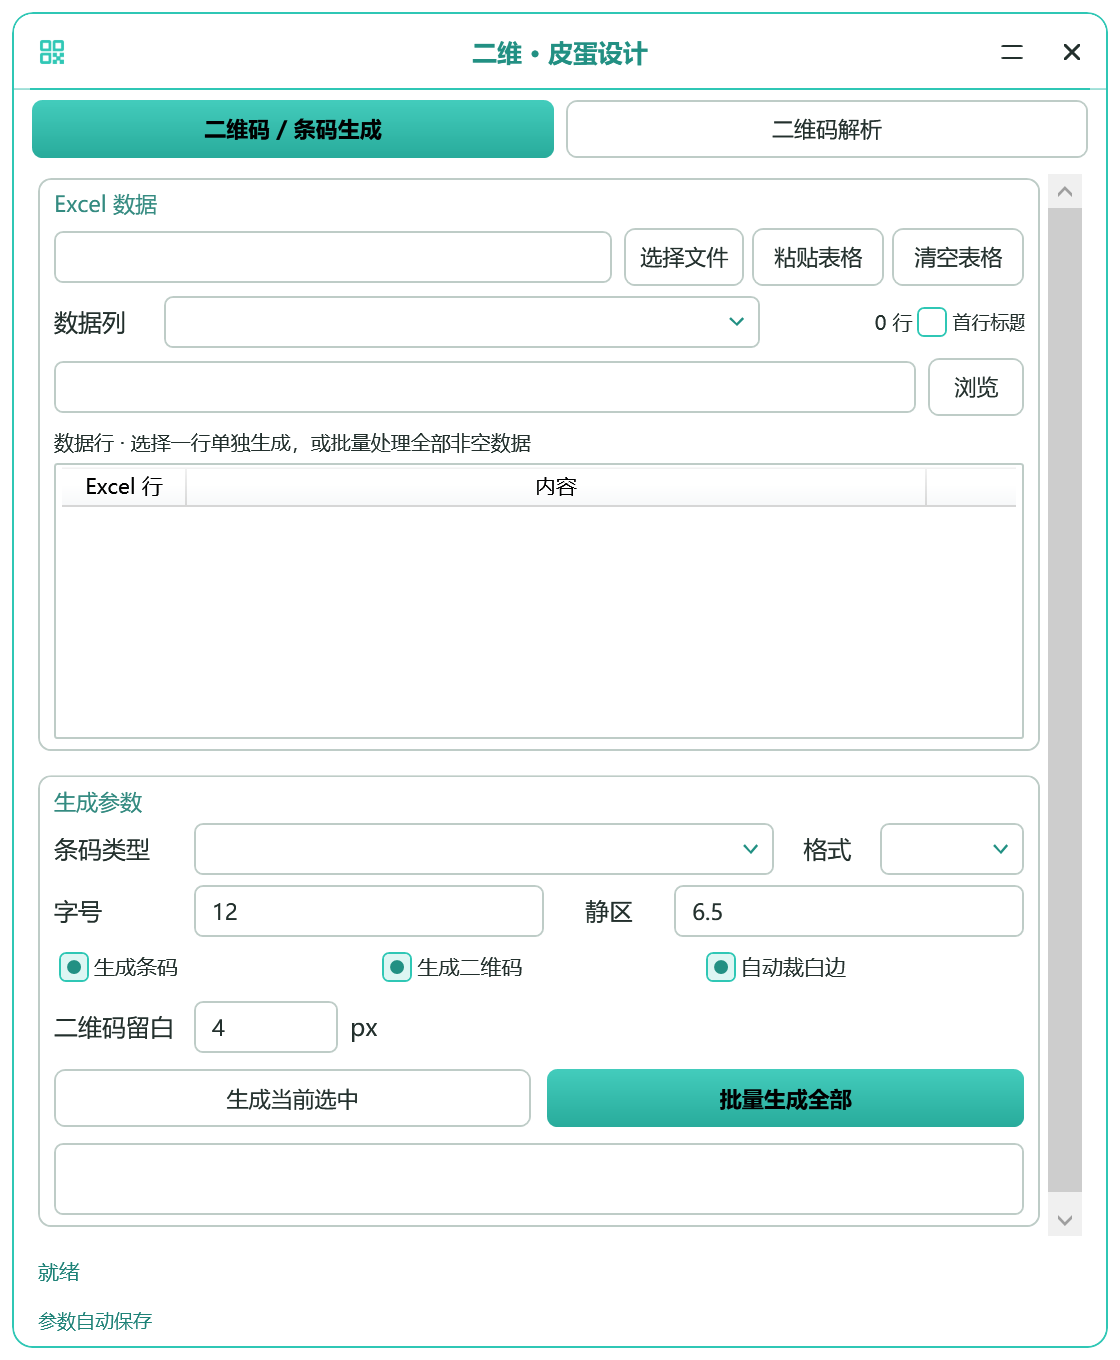 二维·皮蛋设计
二维码 / 条码生成
二维码解析
Excel 数据
选择文件
粘贴表格
清空表格
数据列
0 行
首行标题
浏览
数据行 · 选择一行单独生成，或批量处理全部非空数据
Excel 行
内容
生成参数
条码类型
格式
字号
12
静区
6.5
生成条码
生成二维码
自动裁白边
二维码留白
4
px
生成当前选中
批量生成全部
就绪
参数自动保存